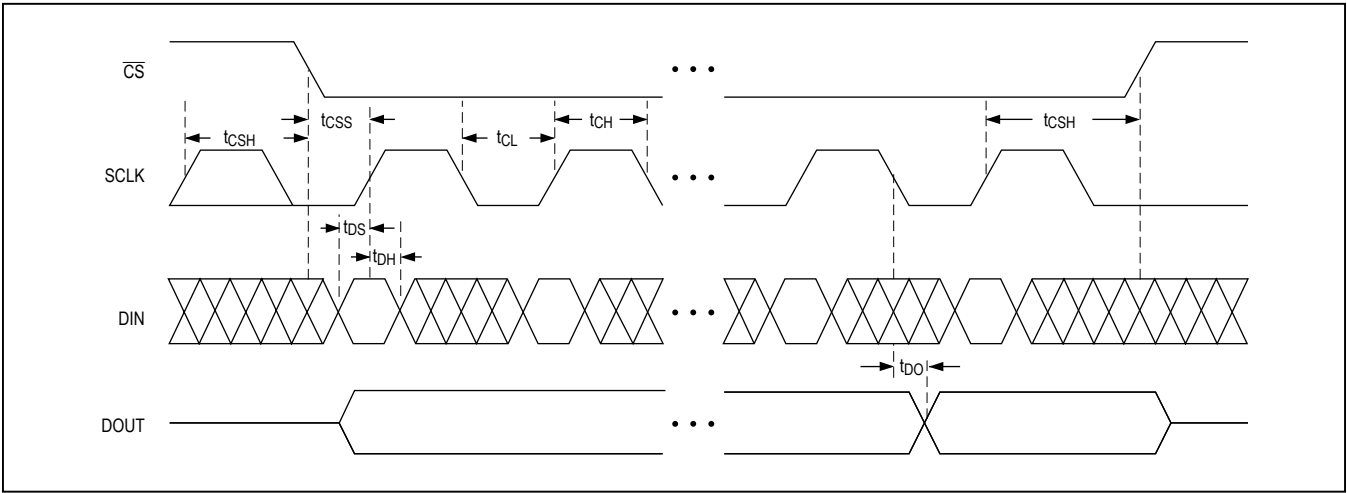 CS
tCSH
tCSS
tCL
tCH
tCSH
SCLK
tDS
tDH
DIN
tDO
DOUT